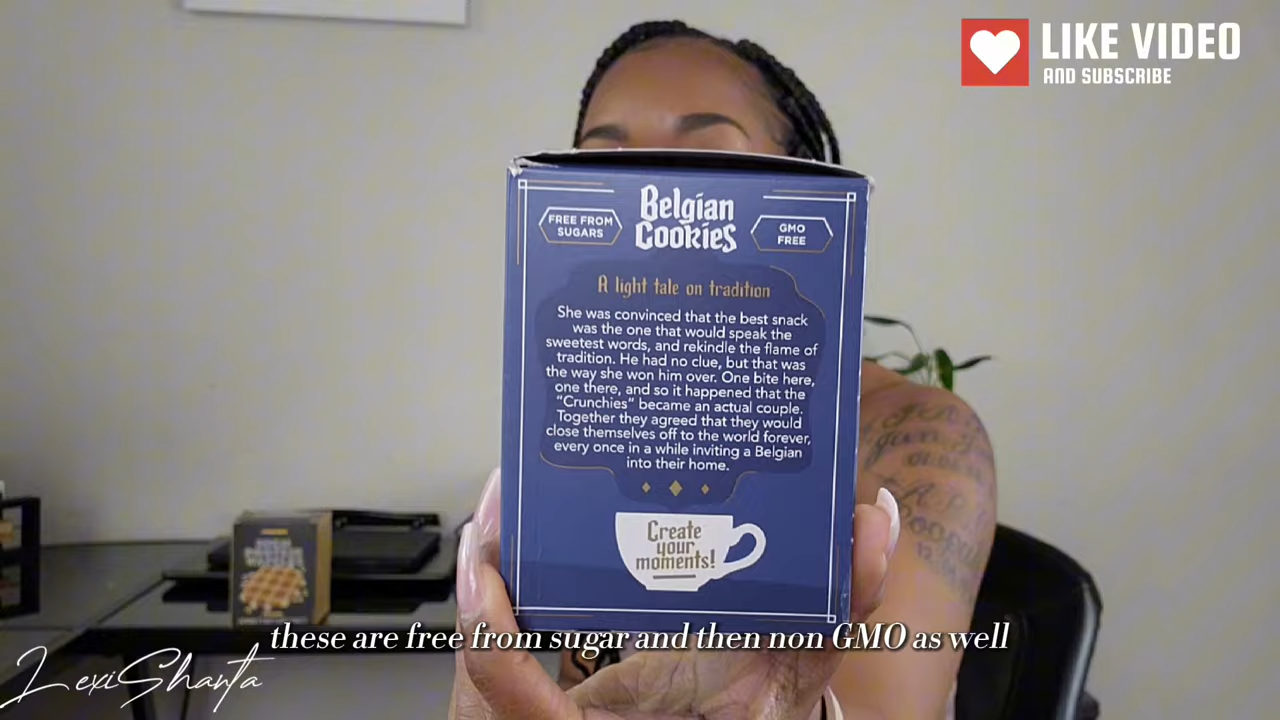 LIKE VIDEO
AND SUBSCRIBE
Belgian
Cookies
FREE FROM
SUGARS
GMO
FREE
A light tale on tradition
She was convinced that the best snack
was the one that would speak the
sweetest words, and rekindle the flame of
tradition. He had no clue, but that was
the way she won him over. One bite here,
one there, and so it happened that the
“Crunchies” became an actual couple.
Together they agreed that they would
close themselves off to the world forever,
every once in a while inviting a Belgian
into their home.
Create
your
moments!
these are free from sugar and then non GMO as well
LexiShanta